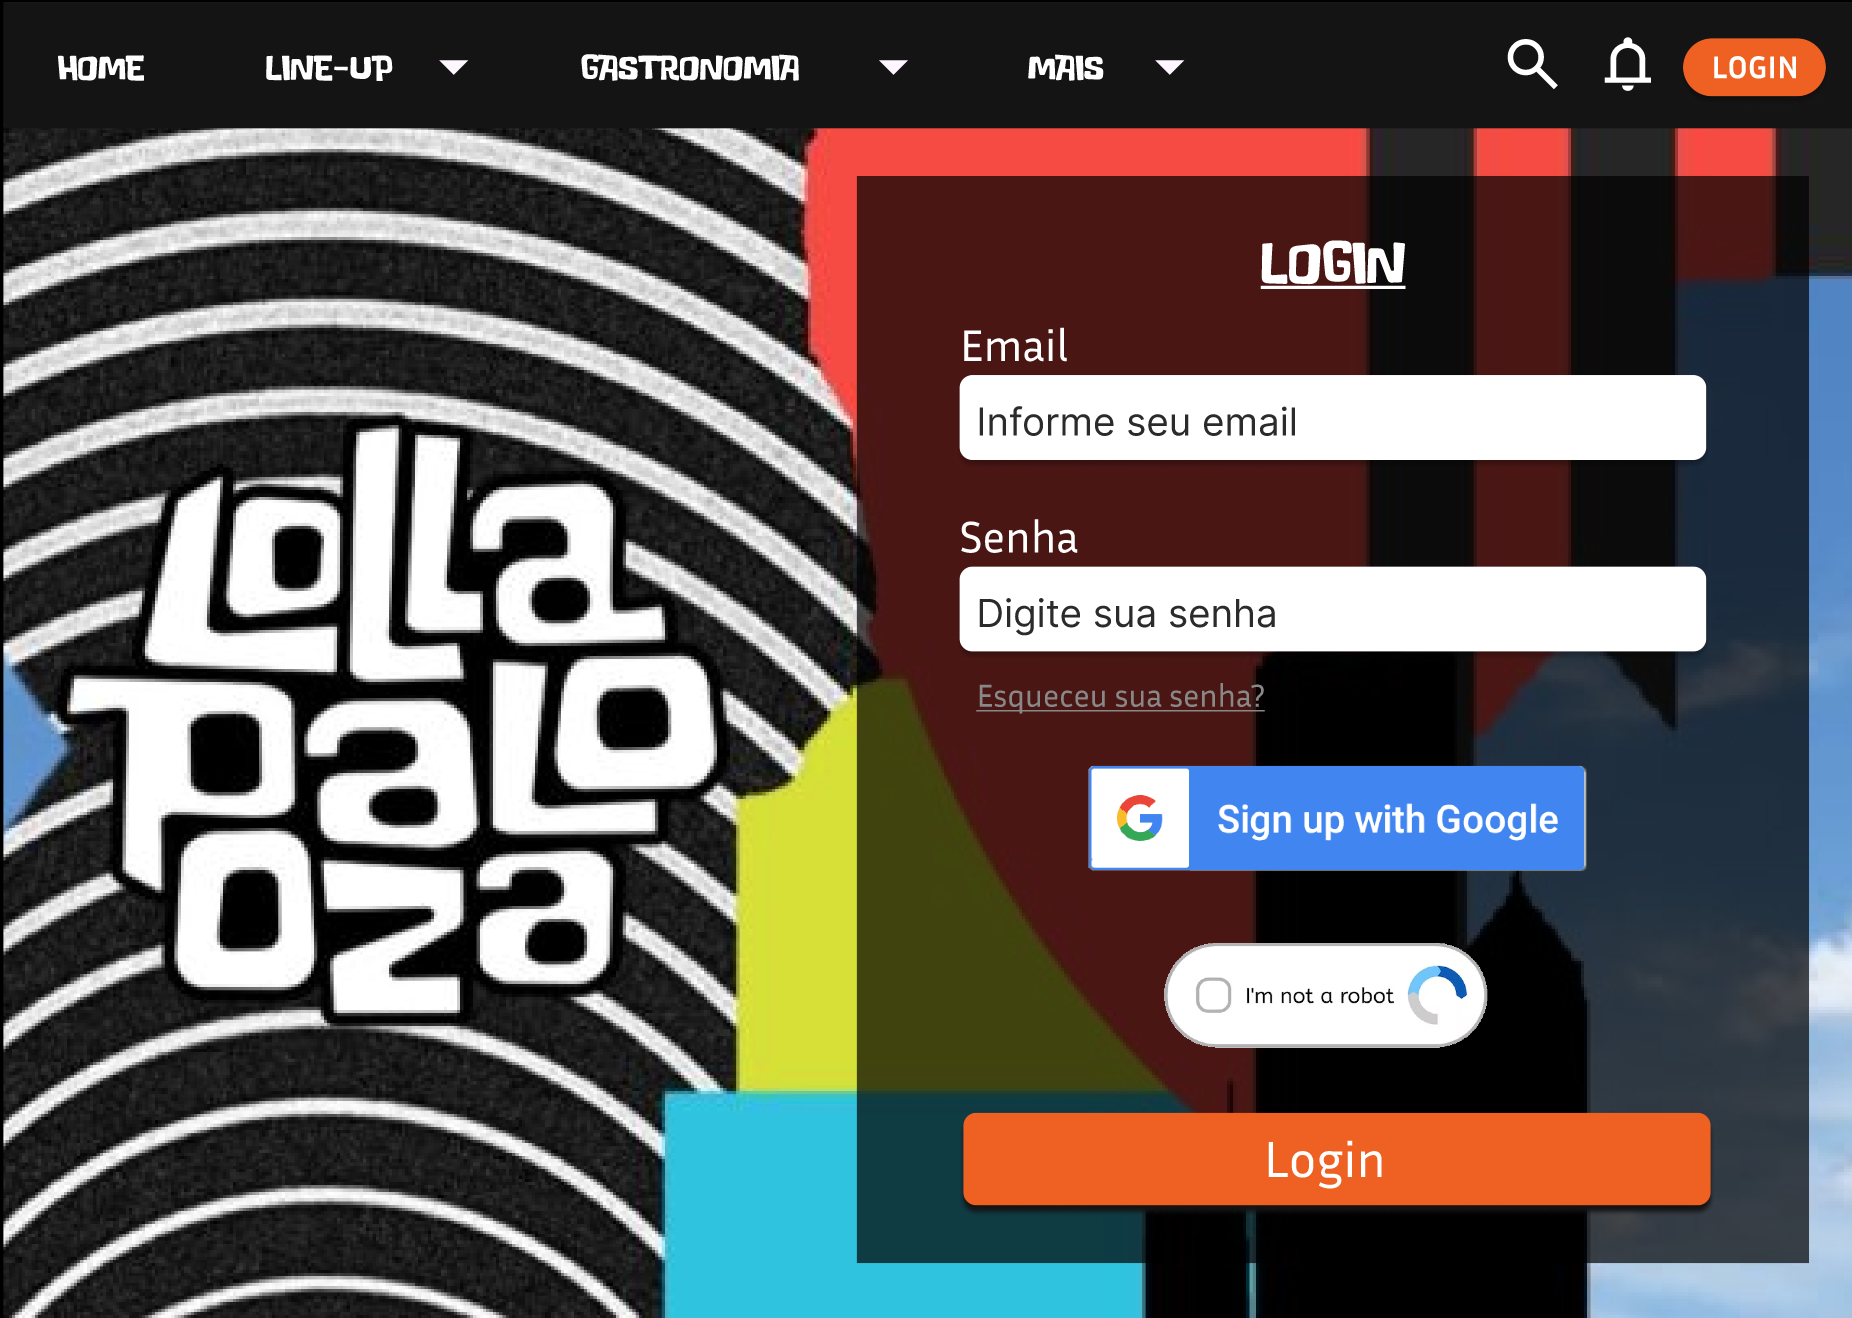 HOME LINE-UP GASTRONOMIA MAIS LOGIN
LOLLA
PALO
OZA
LOGIN
Email
Informe seu email
Senha
Digite sua senha
Esqueceu sua senha?
Sign up with Google
I'm not a robot
Login